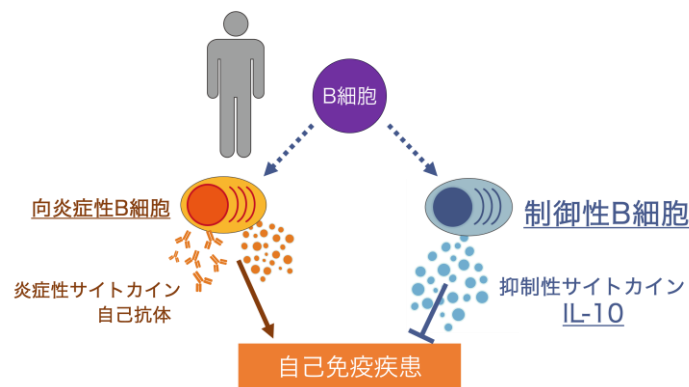 B細胞
向炎症性B細胞
制御性B細胞
炎症性サイトカイン
自己抗体
抑制性サイトカイン
IL-10
自己免疫疾患